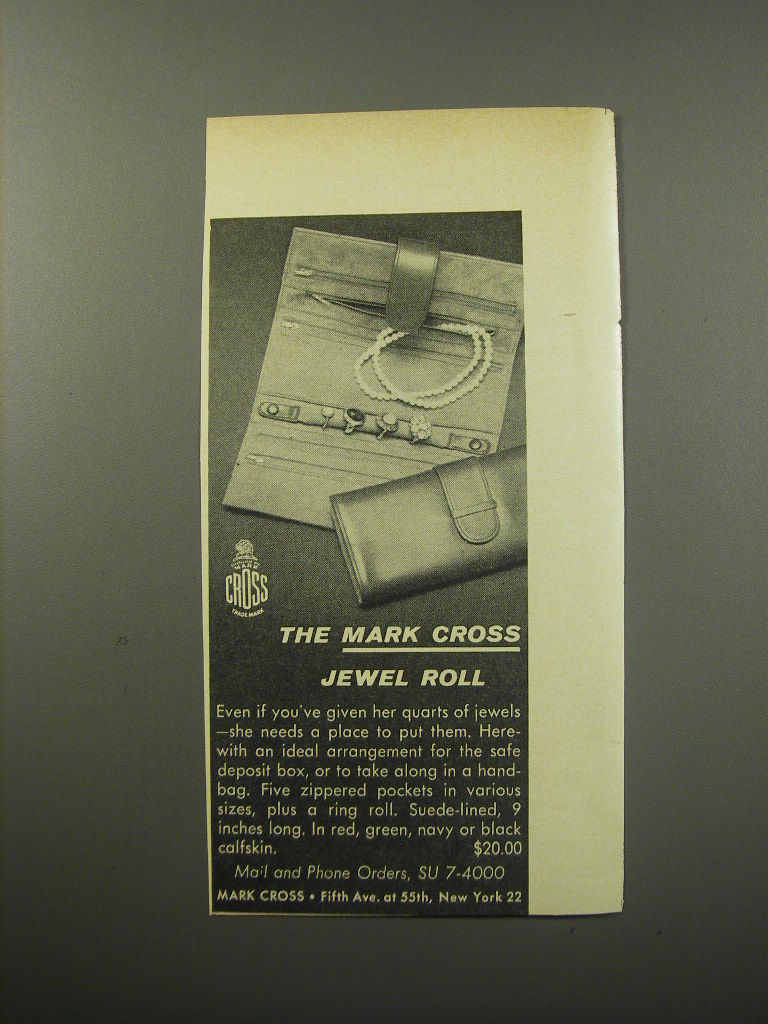 MARK
CROSS
TRADE MARK
THE MARK CROSS
JEWEL ROLL
Even if you've given her quarts of jewels
—she needs a place to put them. Here-
with an ideal arrangement for the safe
deposit box, or to take along in a hand-
bag. Five zippered pockets in various
sizes, plus a ring roll. Suede-lined, 9
inches long. In red, green, navy or black
calfskin. $20.00
Mail and Phone Orders, SU 7-4000
MARK CROSS • Fifth Ave. at 55th, New York 22